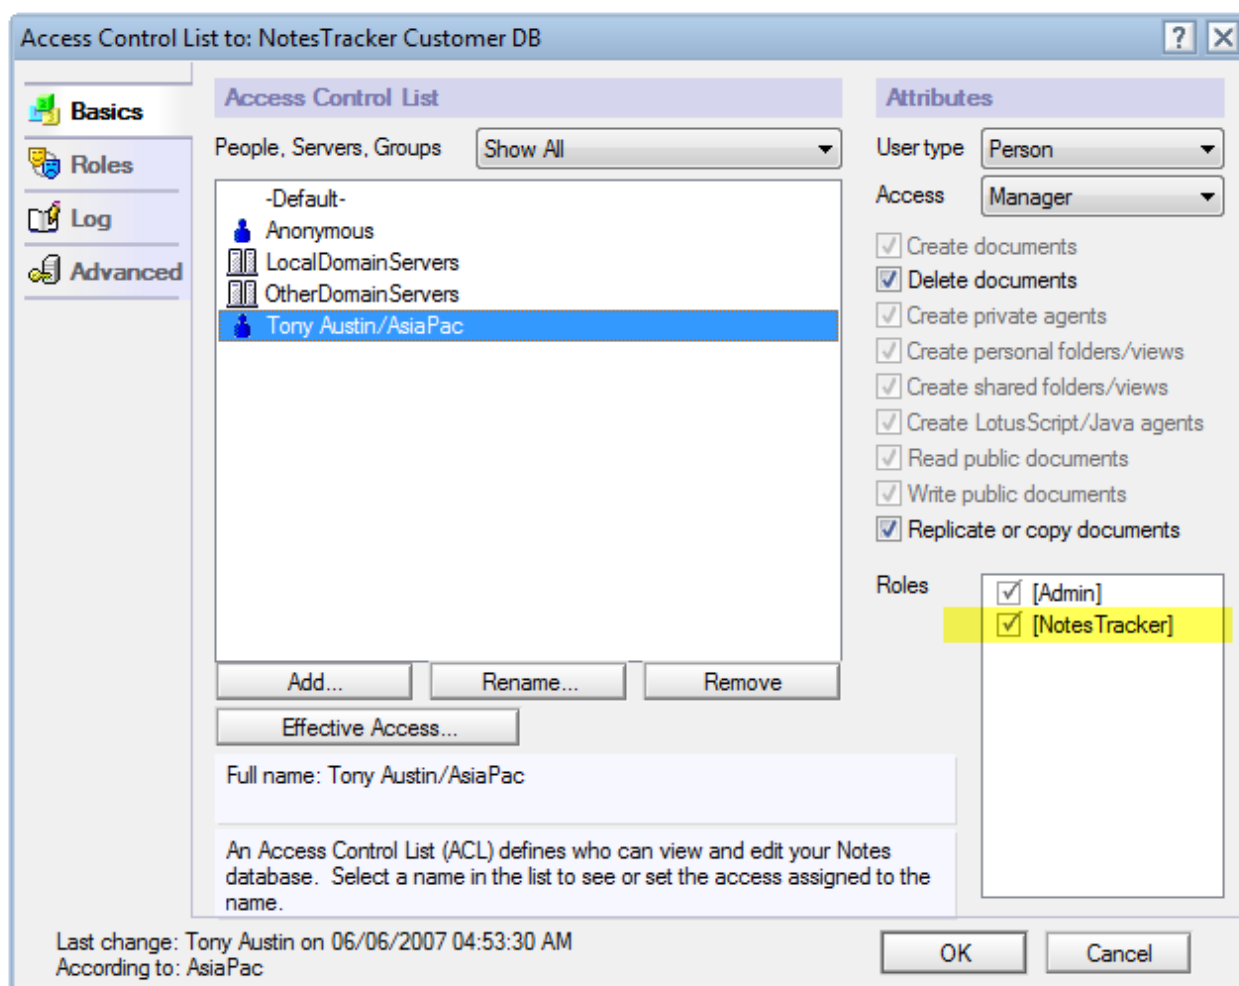 Access Control List to: NotesTracker Customer DB
?
Basics
Roles
Log
Advanced
Access Control List
People, Servers, Groups
Show All
-Default-
Anonymous
LocalDomainServers
OtherDomainServers
Tony Austin/AsiaPac
Add...
Rename...
Remove
Effective Access...
Full name: Tony Austin/AsiaPac
An Access Control List (ACL) defines who can view and edit your Notes
database. Select a name in the list to see or set the access assigned to the
name.
Attributes
User type
Person
Access
Manager
Create documents
Delete documents
Create private agents
Create personal folders/views
Create shared folders/views
Create LotusScript/Java agents
Read public documents
Write public documents
Replicate or copy documents
Roles
[Admin]
[NotesTracker]
Last change: Tony Austin on 06/06/2007 04:53:30 AM
According to: AsiaPac
OK
Cancel